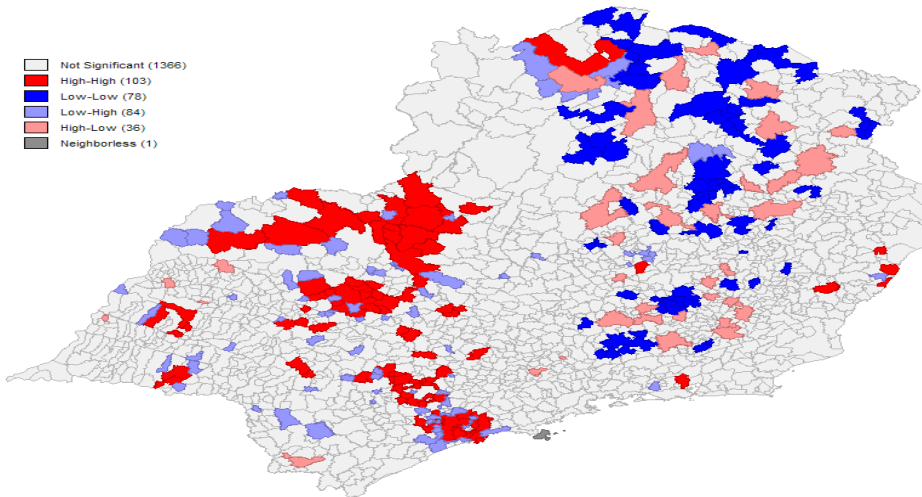 Not Significant (1366)
High-High (103)
Low-Low (78)
Low-High (84)
High-Low (36)
Neighborless (1)